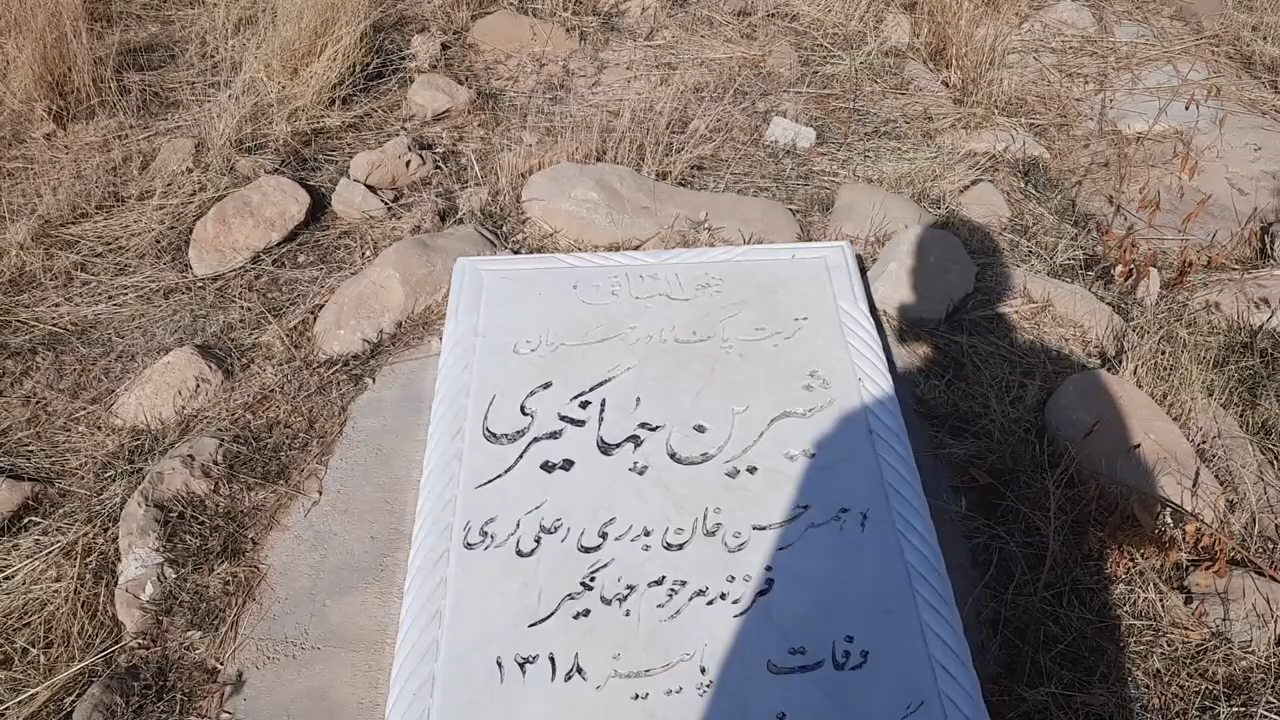 هو الباقی
تربت پاک مادر مهربان
شیرین جهانگیری
(همسر حسن خان بدری (علی کردی
فرزند مرحوم جهانگیر
وفات پاییز ۱۳۱۸